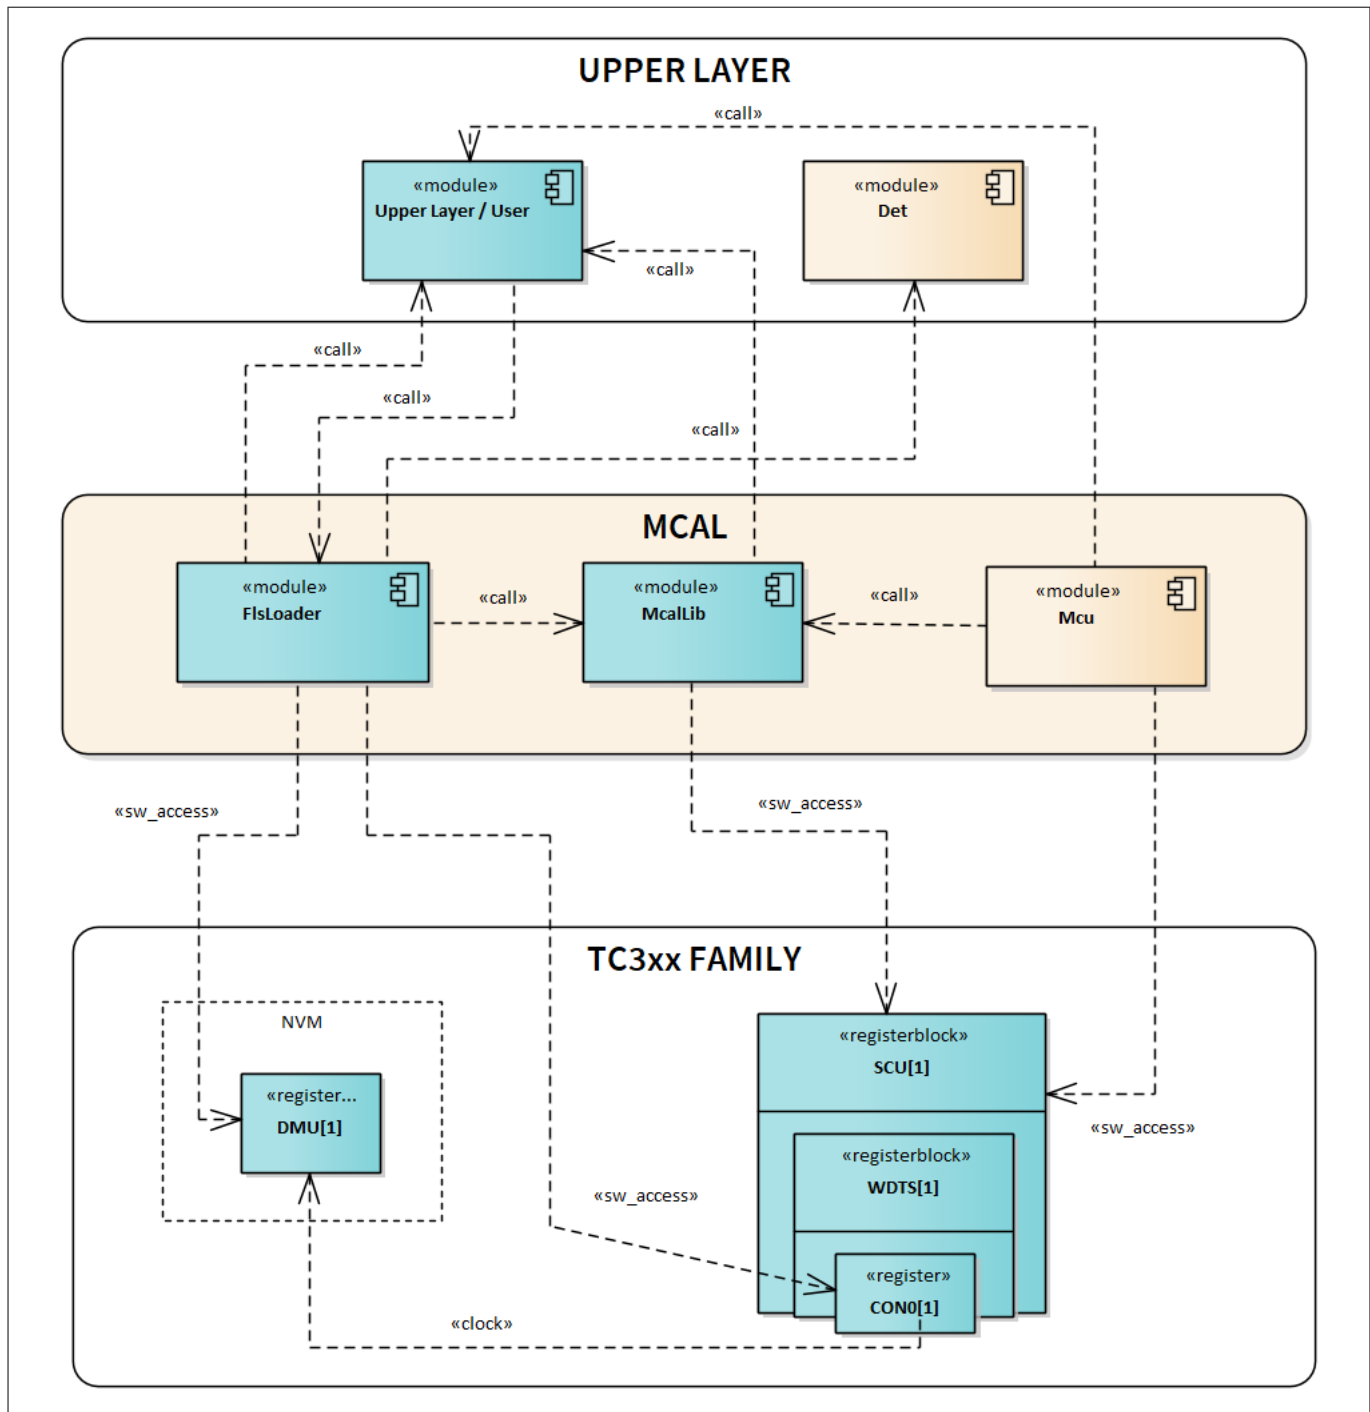 UPPER LAYER
«call»
«module»
Upper Layer / User
«module»
Det
«call»
«call»
«call»
«call»
MCAL
«module»
FlsLoader
«call»
«module»
McalLib
«call»
«module»
Mcu
«sw_access»
«sw_access»
TC3xx FAMILY
NVM
«register...
DMU[1]
«registerblock»
SCU[1]
«sw_access»
«registerblock»
WDTS[1]
«sw_access»
«register»
CON0[1]
«clock»